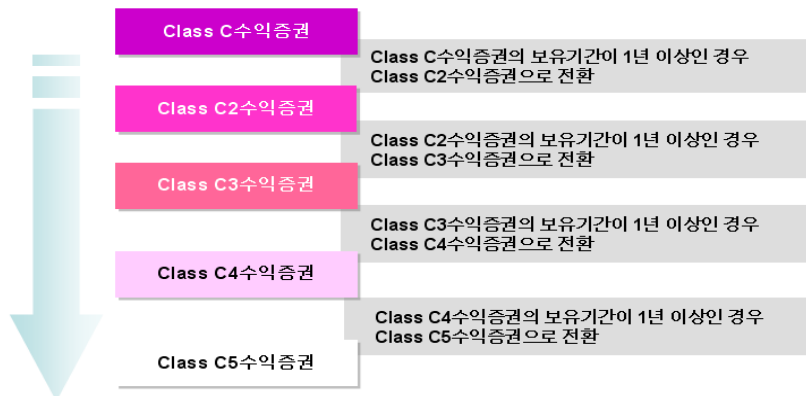 Class C수익증권
Class C수익증권의 보유기간이 1년 이상인 경우
Class C2수익증권으로 전환
Class C2수익증권
Class C2수익증권의 보유기간이 1년 이상인 경우
Class C3수익증권으로 전환
Class C3수익증권
Class C3수익증권의 보유기간이 1년 이상인 경우
Class C4수익증권으로 전환
Class C4수익증권
Class C4수익증권의 보유기간이 1년 이상인 경우
Class C5수익증권으로 전환
Class C5수익증권